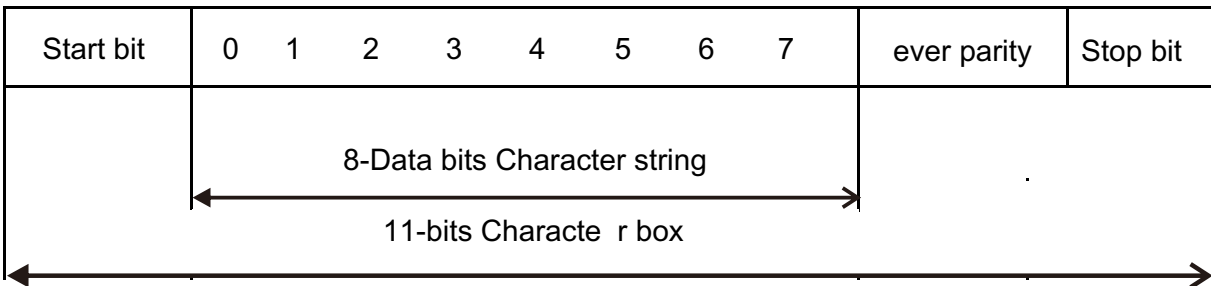 Start bit 0 1 2 3 4 5 6 7 ever parity Stop bit
8-Data bits Character string
11-bits Characte r box